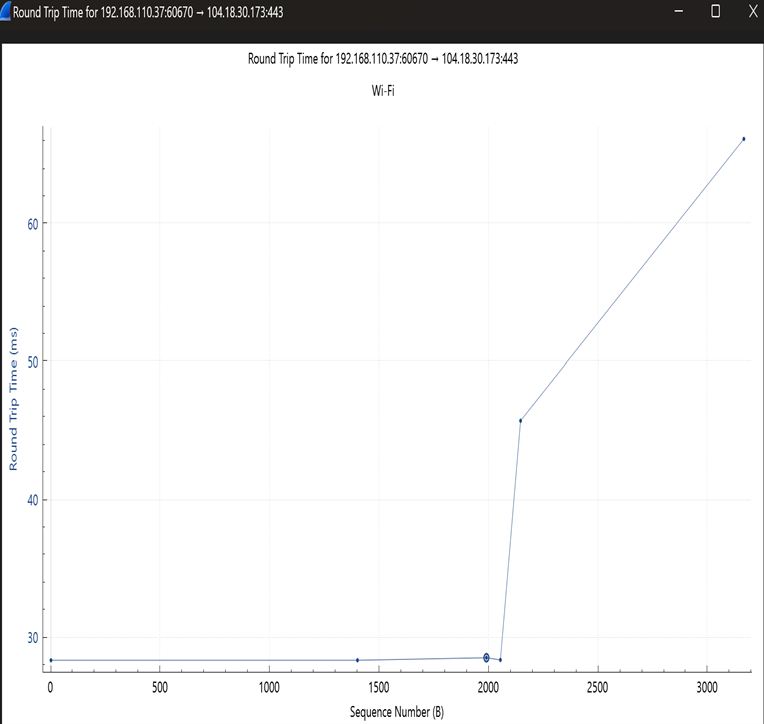 Round Trip Time for 192.168.110.37:60670 → 104.18.30.173:443
Round Trip Time for 192.168.110.37:60670 → 104.18.30.173:443
Wi-Fi
Round Trip Time (ms)
60
50
40
30
0 500 1000 1500 2000 2500 3000
Sequence Number (B)